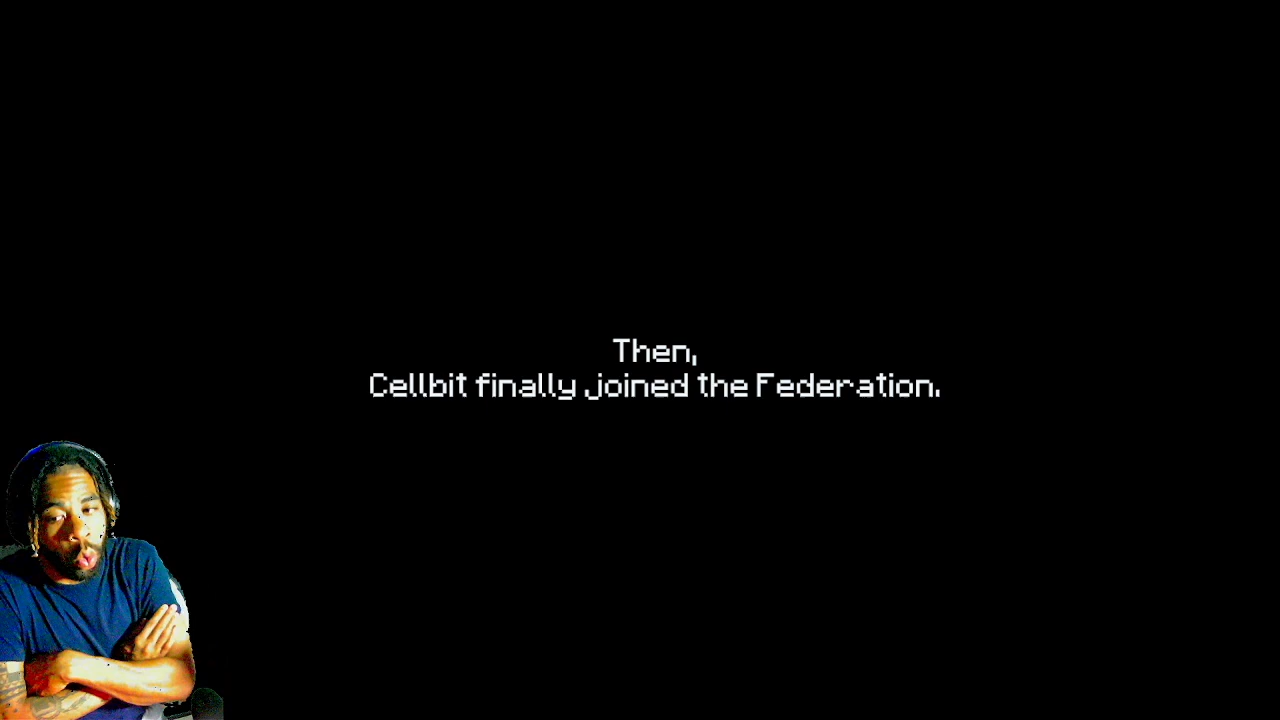 Then,
Cellbit finally joined the Federation.